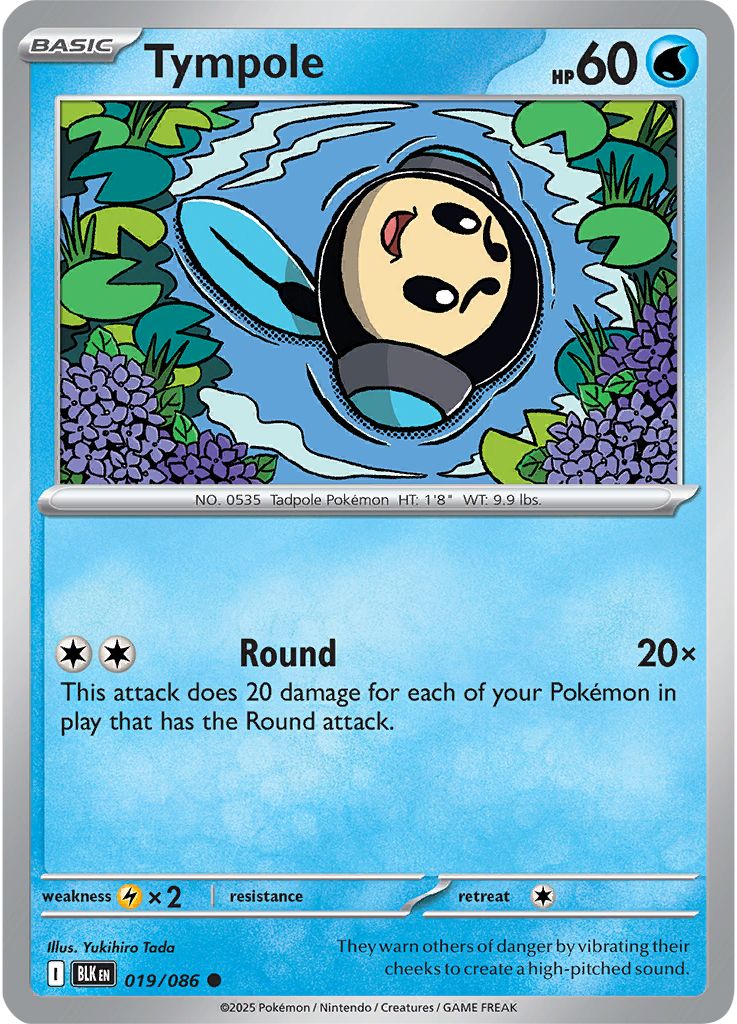 BASIC
Tympole
HP 60
NO. 0535 Tadpole Pokémon HT: 1'8" WT: 9.9 lbs.
Round 20×
This attack does 20 damage for each of your Pokémon in
play that has the Round attack.
weakness × 2 resistance retreat
Illus. Yukihiro Tada
They warn others of danger by vibrating their
cheeks to create a high-pitched sound.
I BLK EN 019/086
©2025 Pokémon / Nintendo / Creatures / GAME FREAK